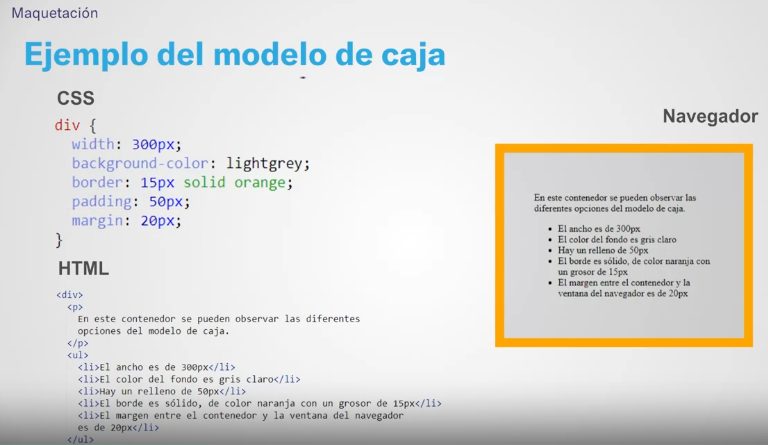 Maquetación
Ejemplo del modelo de caja
CSS
div {
width: 300px;
background-color: lightgrey;
border: 15px solid orange;
padding: 50px;
margin: 20px;
}
HTML
<div>
<p>
En este contenedor se pueden observar las diferentes
opciones del modelo de caja.
</p>
<ul>
<li>El ancho es de 300px</li>
<li>El color del fondo es gris claro</li>
<li>Hay un relleno de 50px</li>
<li>El borde es sólido, de color naranja con un grosor de 15px</li>
<li>El margen entre el contenedor y la ventana del navegador
es de 20px</li>
</ul>
Navegador
En este contenedor se pueden observar las
diferentes opciones del modelo de caja.
• El ancho es de 300px
• El color del fondo es gris claro
• Hay un relleno de 50px
• El borde es sólido, de color naranja con
un grosor de 15px
• El margen entre el contenedor y la
ventana del navegador es de 20px